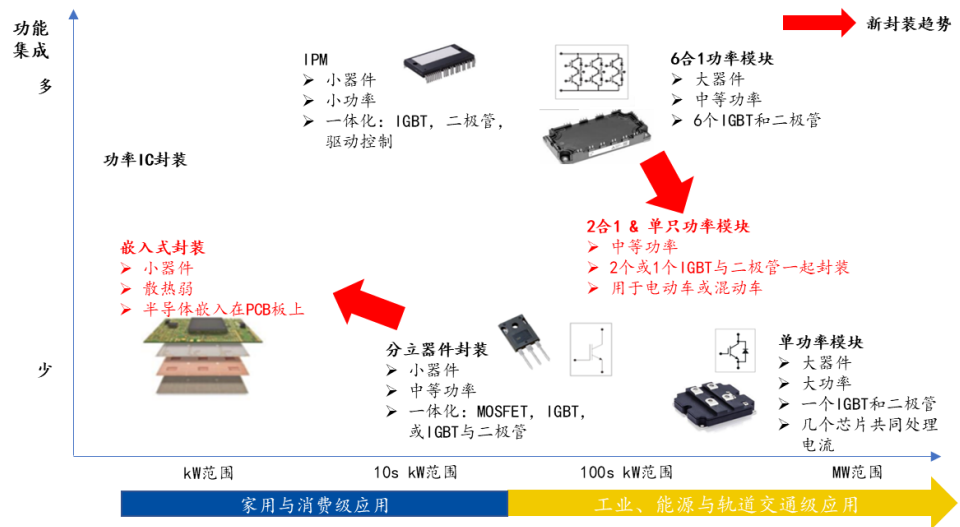 功能
集成
多
少
新封装趋势
IPM
➢ 小器件
➢ 小功率
➢ 一体化：IGBT，二极管，
驱动控制
6合1功率模块
➢ 大器件
➢ 中等功率
➢ 6个IGBT和二极管
功率IC封装
2合1 & 单只功率模块
➢ 中等功率
➢ 2个或1个IGBT与二极管一起封装
➢ 用于电动车或混动车
嵌入式封装
➢ 小器件
➢ 散热弱
➢ 半导体嵌入在PCB板上
分立器件封装
➢ 小器件
➢ 中等功率
➢ 一体化：MOSFET，IGBT，
或IGBT与二极管
单功率模块
➢ 大器件
➢ 大功率
➢ 一个IGBT和二极管
➢ 几个芯片共同处理
电流
kW范围
10s kW范围
100s kW范围
MW范围
家用与消费级应用
工业、能源与轨道交通级应用